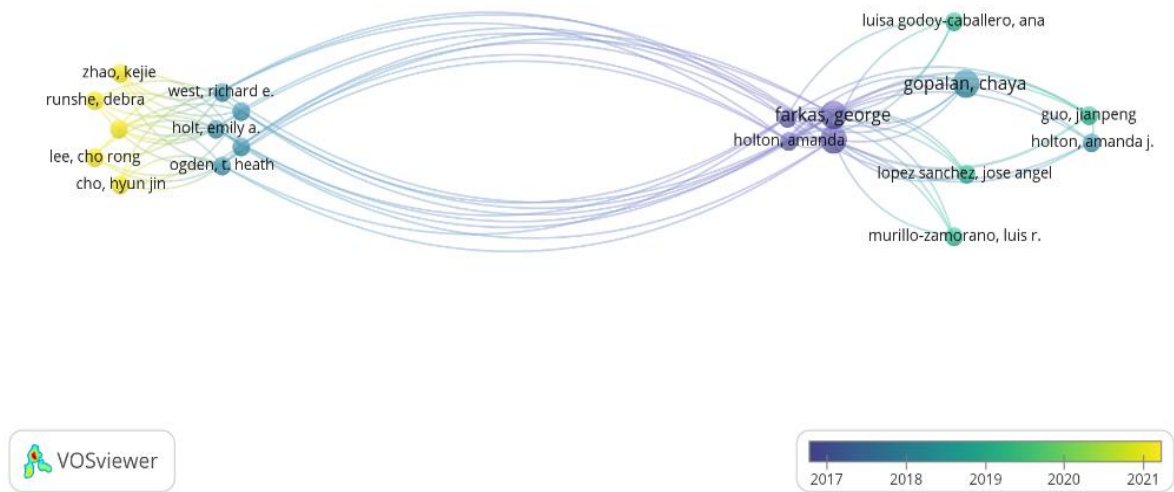 luisa godoy-caballero, ana
zhao, kejie
gopalan, chaya
west, richard e.
runshe, debra
farkas, george
guo, jianpeng
holt, emily a.
holton, amanda
holton, amanda j.
lee, cho rong
ogden, t. heath
lopez sanchez, jose angel
cho, hyun jin
murillo-zamorano, luis r.
VOSviewer
2017 2018 2019 2020 2021